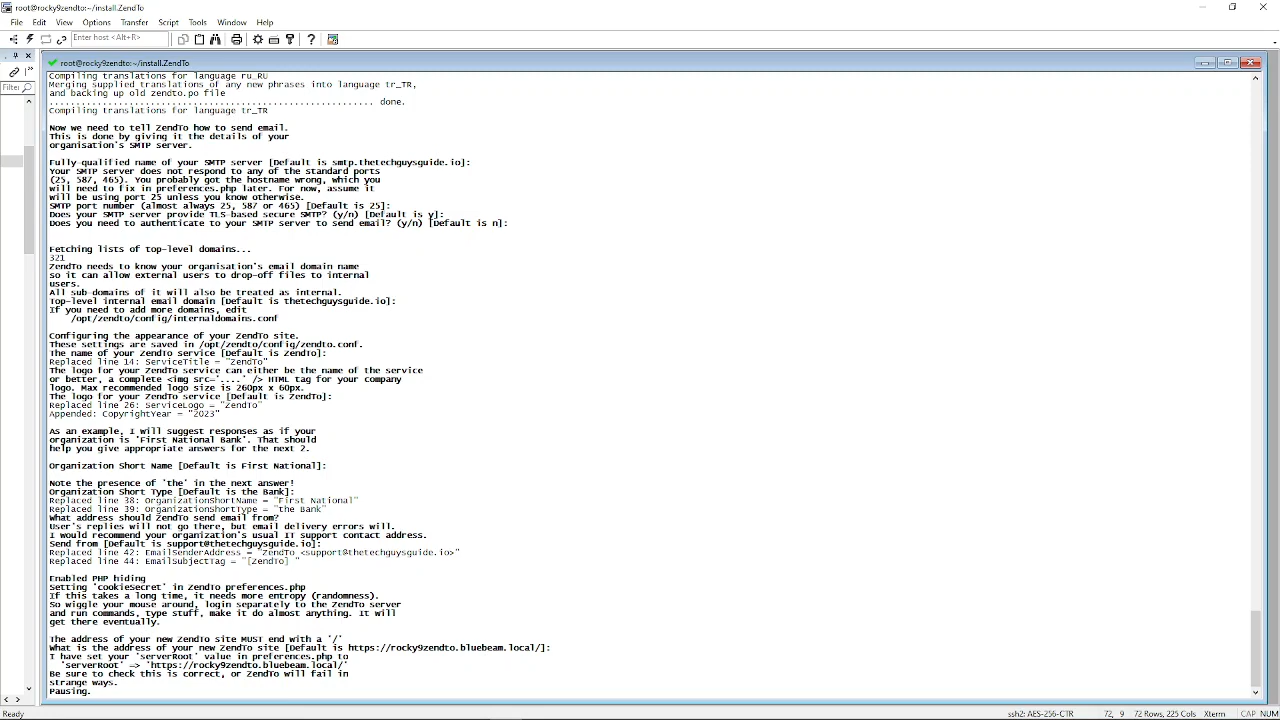 root@rocky9zendto:~/install.ZendTo
File Edit View Options Transfer Script Tools Window Help
Enter host <Alt+R>
root@rocky9zendto:~/install.ZendTo
Filter
Compiling translations for language ru_RU
Merging supplied translations of any new phrases into language tr_TR,
and backing up old zendto.po file
............................................................. done.
Compiling translations for language tr_TR
Now we need to tell ZendTo how to send email.
This is done by giving it the details of your
organisation's SMTP server.
Fully-qualified name of your SMTP server [Default is smtp.thetechguysguide.io]:
Your SMTP server does not respond to any of the standard ports
(25, 587, 465). You probably got the hostname wrong, which you
will need to fix in preferences.php later. For now, assume it
will be using port 25 unless you know otherwise.
SMTP port number (almost always 25, 587 or 465) [Default is 25]:
Does your SMTP server provide TLS-based secure SMTP? (y/n) [Default is y]:
Does you need to authenticate to your SMTP server to send email? (y/n) [Default is n]:
Fetching lists of top-level domains...
321
ZendTo needs to know your organisation's email domain name
so it can allow external users to drop-off files to internal
users.
All sub-domains of it will also be treated as internal.
Top-level internal email domain [Default is thetechguysguide.io]:
If you need to add more domains, edit
/opt/zendto/config/internaldomains.conf
Configuring the appearance of your ZendTo site.
These settings are saved in /opt/zendto/config/zendto.conf.
The name of your ZendTo service [Default is ZendTo]:
Replaced line 14: ServiceTitle = "ZendTo"
The logo for your ZendTo service can either be the name of the service
or better, a complete <img src='....' /> HTML tag for your company
logo. Max recommended logo size is 260px x 60px.
The logo for your ZendTo service [Default is ZendTo]:
Replaced line 26: ServiceLogo = "ZendTo"
Appended: CopyrightYear = "2023"
As an example, I will suggest responses as if your
organization is 'First National Bank'. That should
help you give appropriate answers for the next 2.
Organization Short Name [Default is First National]:
Note the presence of 'the' in the next answer!
Organization Short Type [Default is the Bank]:
Replaced line 38: OrganizationShortName = "First National"
Replaced line 39: OrganizationShortType = "the Bank"
What address should ZendTo send email from?
User's replies will not go there, but email delivery errors will.
I would recommend your organization's usual IT support contact address.
Send from [Default is support@thetechguysguide.io]:
Replaced line 42: EmailSenderAddress = "ZendTo <support@thetechguysguide.io>"
Replaced line 44: EmailSubjectTag = "[ZendTo] "
Enabled PHP hiding
Setting 'cookieSecret' in ZendTo preferences.php
If this takes a long time, it needs more entropy (randomness).
So wiggle your mouse around, login separately to the ZendTo server
and run commands, type stuff, make it do almost anything. It will
get there eventually.
The address of your new ZendTo site MUST end with a '/'
What is the address of your new ZendTo site [Default is https://rocky9zendto.bluebeam.local/]:
I have set your 'serverRoot' value in preferences.php to
'serverRoot' => 'https://rocky9zendto.bluebeam.local/'
Be sure to check this is correct, or ZendTo will fail in
strange ways.
Pausing.
Ready ssh2: AES-256-CTR 72, 9 72 Rows, 225 Cols Xterm CAP NUM